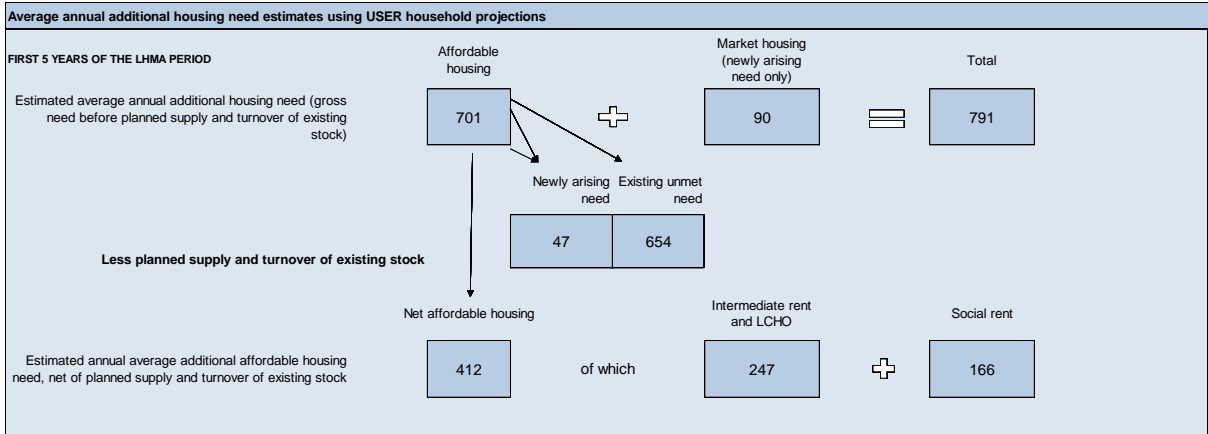 Average annual additional housing need estimates using USER household projections
FIRST 5 YEARS OF THE LHMA PERIOD
Affordable
housing
Market housing
(newly arising
need only)
Total
Estimated average annual additional housing need (gross
need before planned supply and turnover of existing
stock)
701
90
791
Newly arising
need
Existing unmet
need
47
654
Less planned supply and turnover of existing stock
Net affordable housing
Intermediate rent
and LCHO
Social rent
Estimated annual average additional affordable housing
need, net of planned supply and turnover of existing stock
412
of which
247
166